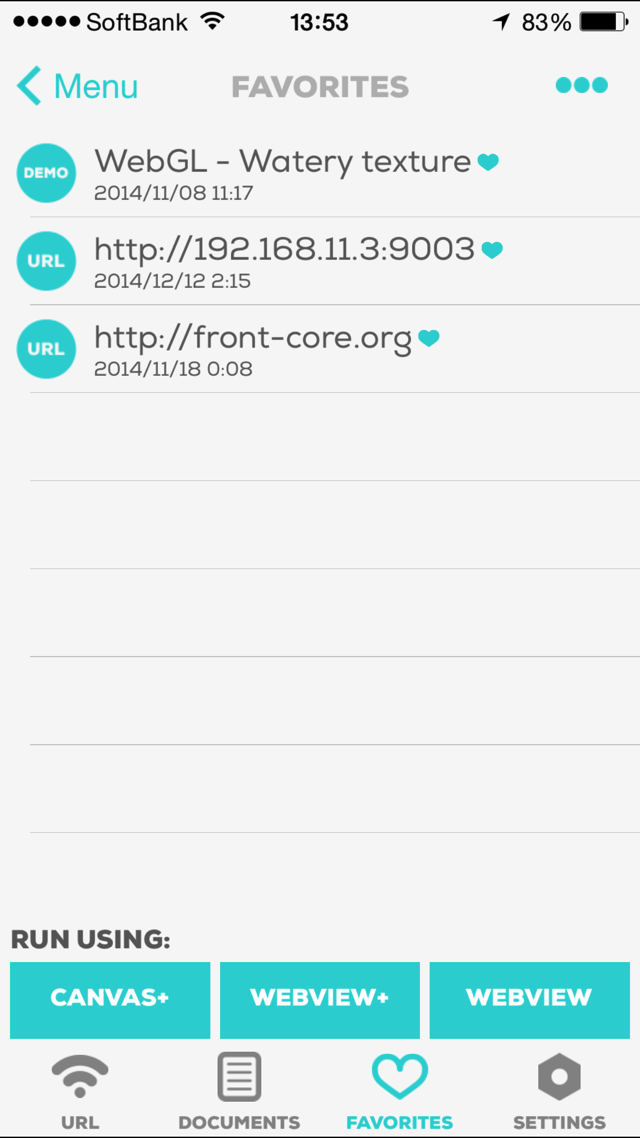 SoftBank 13:53 83%
Menu FAVORITES
DEMO WebGL - Watery texture
2014/11/08 11:17
URL http://192.168.11.3:9003
2014/12/12 2:15
URL http://front-core.org
2014/11/18 0:08
RUN USING:
CANVAS+ WEBVIEW+ WEBVIEW
URL DOCUMENTS FAVORITES SETTINGS